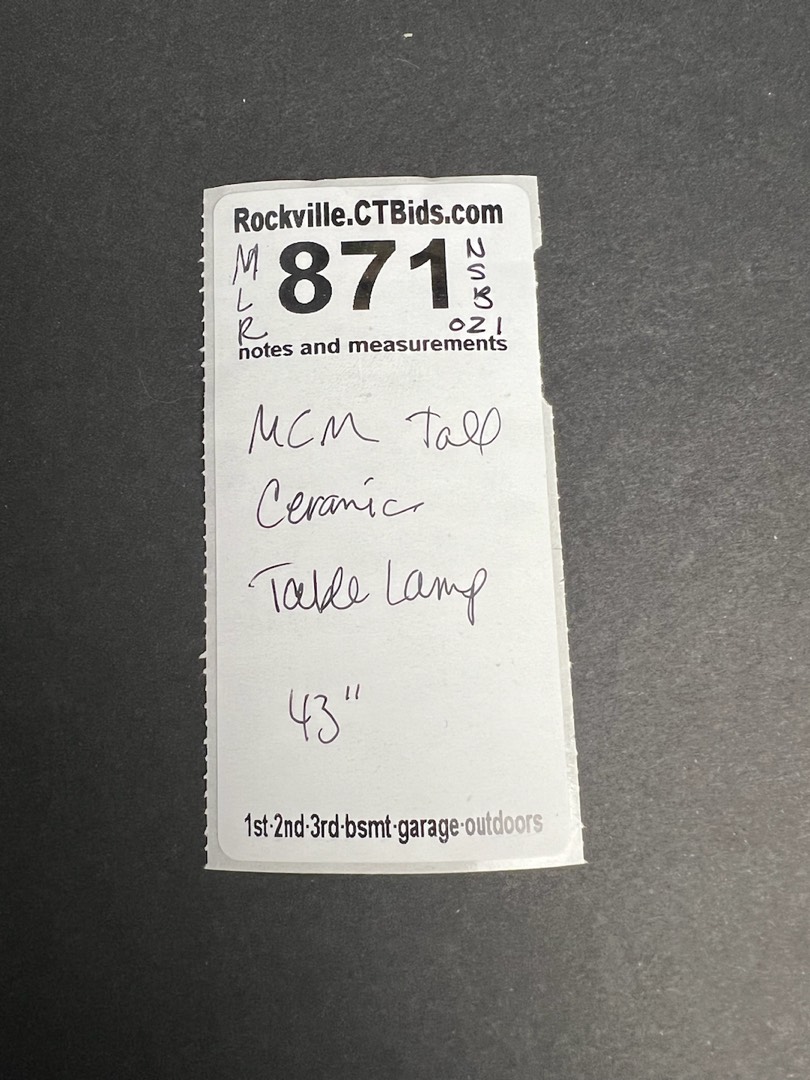 Rockville.CTBids.com
M
L
R
871
N
S
B
021
notes and measurements
MCM Tall
Ceramic
Table Lamp
43"
1st·2nd·3rd·bsmt·garage·outdoors